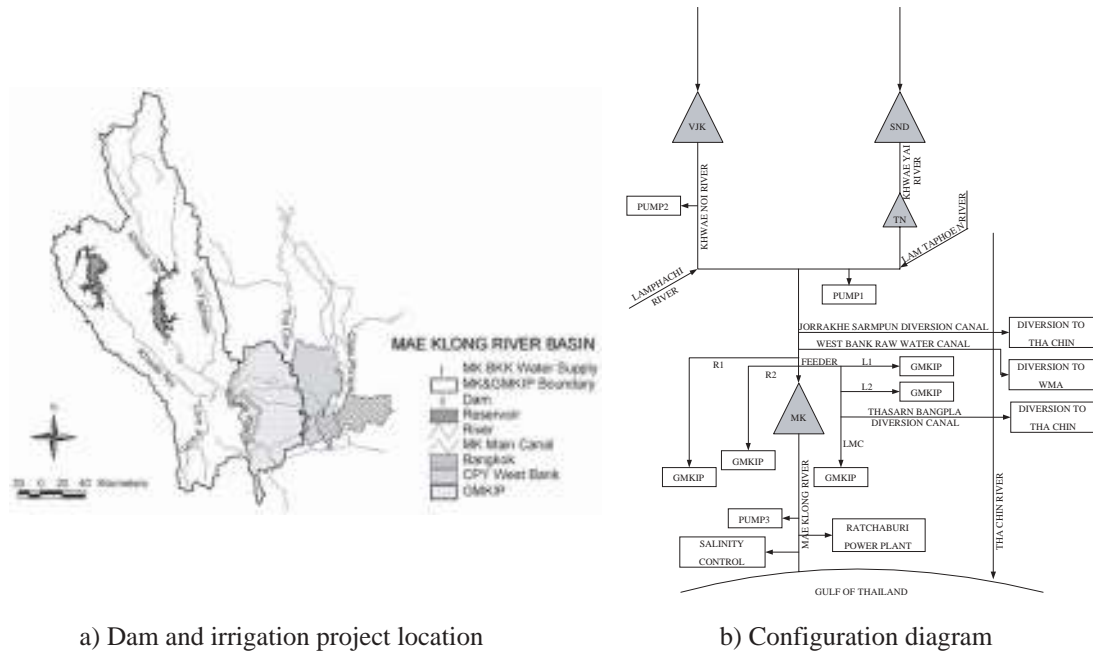 MAE KLONG RIVER BASIN
MK BKK Water Supply
MK&GMKIP Boundary
Dam
Reservoir
River
MK Main Canal
Bangkok
CPY West Bank
GMKIP
20 0 20 40 Kilometers
a) Dam and irrigation project location
VJK
SND
KHWAE NOI RIVER
KHWAE YAI
RIVER
PUMP2
TN
LAM TAPHOEN RIVER
LAMPHACHI
RIVER
PUMP1
JORRAKHE SARMPUN DIVERSION CANAL
DIVERSION TO
THA CHIN
WEST BANK RAW WATER CANAL
DIVERSION TO
WMA
R1
R2
FEEDER
L1
GMKIP
L2
GMKIP
MK
THASARN BANGPLA
DIVERSION CANAL
DIVERSION TO
THA CHIN
LMC
GMKIP
GMKIP
GMKIP
MAE KLONG RIVER
THA CHIN RIVER
PUMP3
RATCHABURI
POWER PLANT
SALINITY
CONTROL
GULF OF THAILAND
b) Configuration diagram